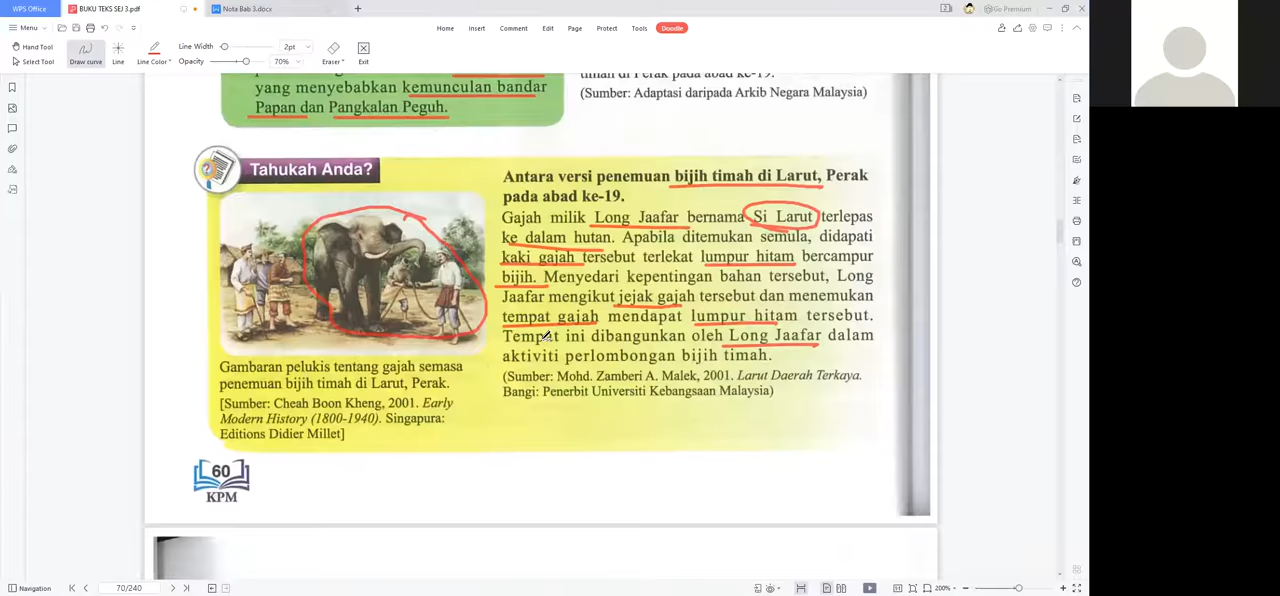 WPS Office
BUKU TEKS SEJ 3.pdf
Nota Bab 3.docx
Go Premium
Menu
Home
Insert
Comment
Edit
Page
Protect
Tools
Doodle
Hand Tool
Select Tool
Draw curve
Line
Line Color
Line Width
2pt
Opacity
70%
Eraser
Exit
yang menyebabkan kemunculan bandar
Papan dan Pangkalan Peguh.
timah di Perak pada abad ke-19.
(Sumber: Adaptasi daripada Arkib Negara Malaysia)
Tahukah Anda?
Antara versi penemuan bijih timah di Larut, Perak
pada abad ke-19.
Gajah milik Long Jaafar bernama Si Larut terlepas
ke dalam hutan. Apabila ditemukan semula, didapati
kaki gajah tersebut terlekat lumpur hitam bercampur
bijih. Menyedari kepentingan bahan tersebut, Long
Jaafar mengikut jejak gajah tersebut dan menemukan
tempat gajah mendapat lumpur hitam tersebut.
Tempat ini dibangunkan oleh Long Jaafar dalam
aktiviti perlombongan bijih timah.
(Sumber: Mohd. Zamberi A. Malek, 2001. Larut Daerah Terkaya.
Bangi: Penerbit Universiti Kebangsaan Malaysia)
Gambaran pelukis tentang gajah semasa
penemuan bijih timah di Larut, Perak.
[Sumber: Cheah Boon Kheng, 2001. Early
Modern History (1800-1940). Singapura:
Editions Didier Millet]
60
KPM
Navigation
70/240
200%